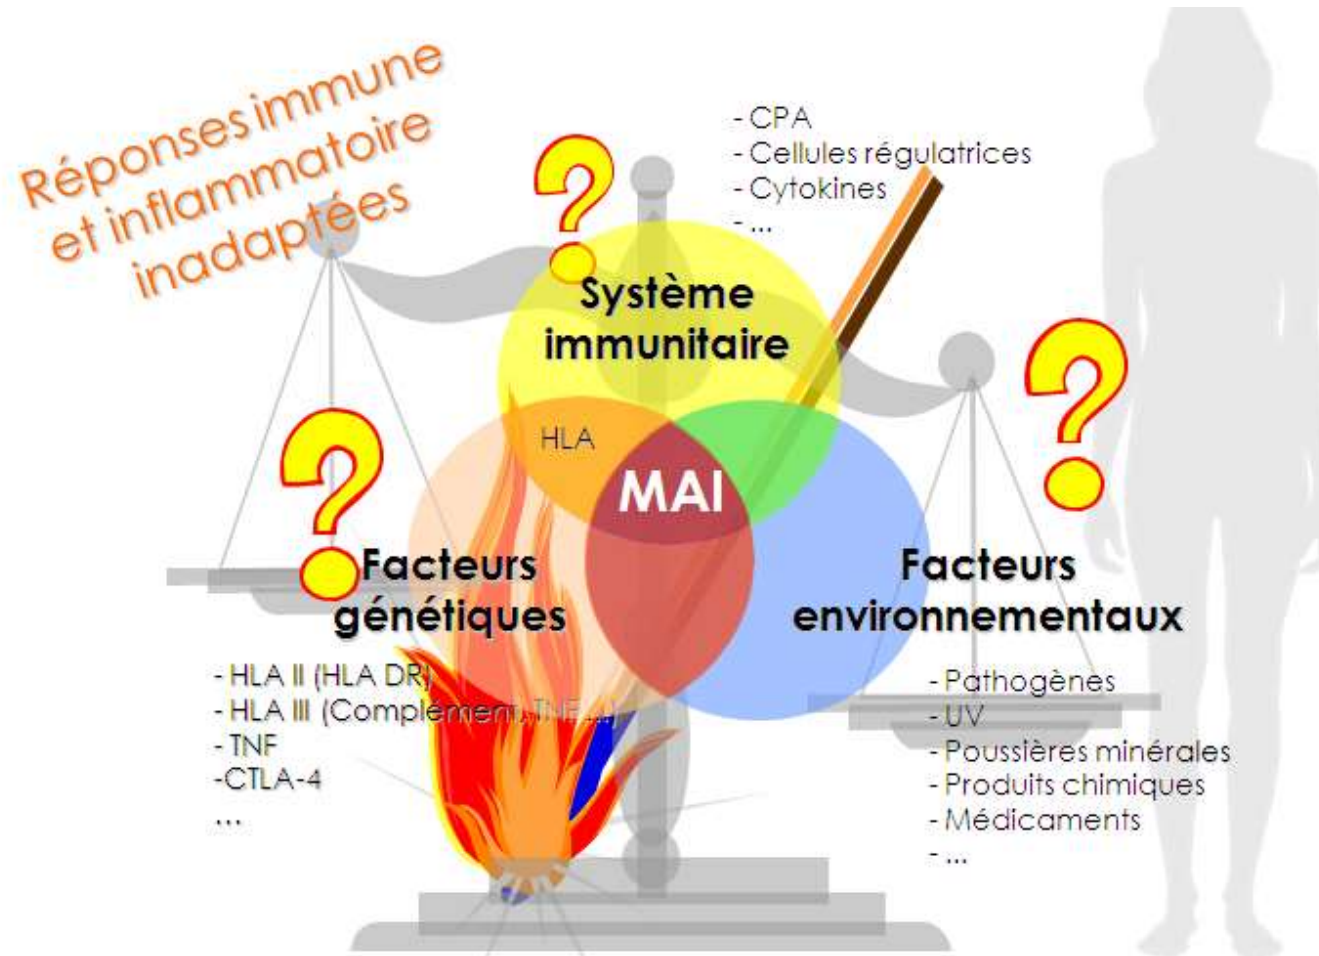 Réponses immune
et inflammatoire
inadaptées
?
- CPA
- Cellules régulatrices
- Cytokines
- ...
Système
immunitaire
?
?
HLA
MAI
Facteurs
génétiques
Facteurs
environnementaux
- HLA II (HLA DR)
- HLA III (Complément, TNF...)
- TNF
-CTLA-4
...
- Pathogènes
- UV
- Poussières minérales
- Produits chimiques
- Médicaments
- ...